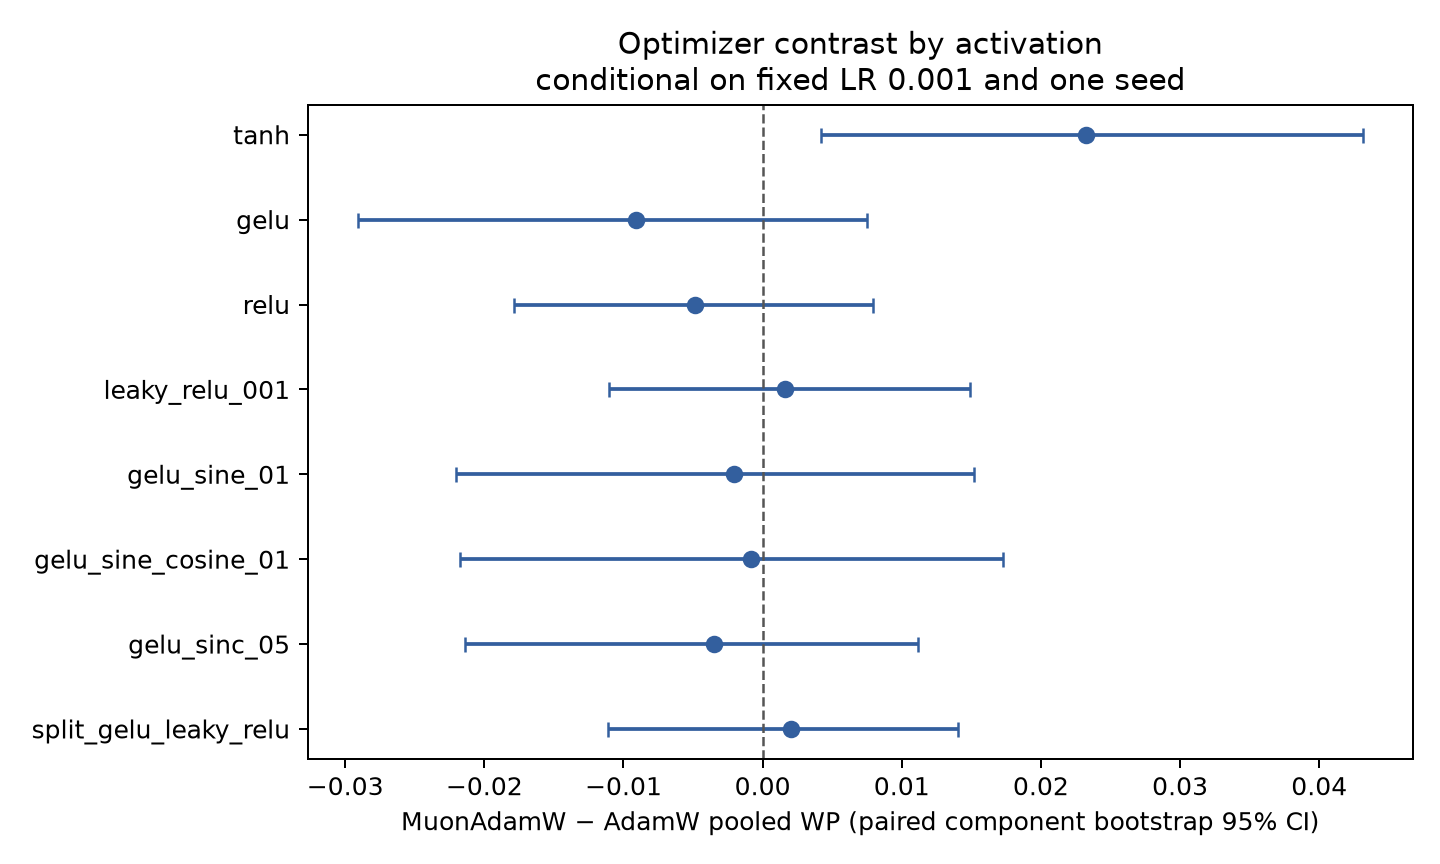 Optimizer contrast by activation
conditional on fixed LR 0.001 and one seed
tanh
gelu
relu
leaky_relu_001
gelu_sine_01
gelu_sine_cosine_01
gelu_sinc_05
split_gelu_leaky_relu
−0.03 −0.02 −0.01 0.00 0.01 0.02 0.03 0.04
MuonAdamW − AdamW pooled WP (paired component bootstrap 95% CI)